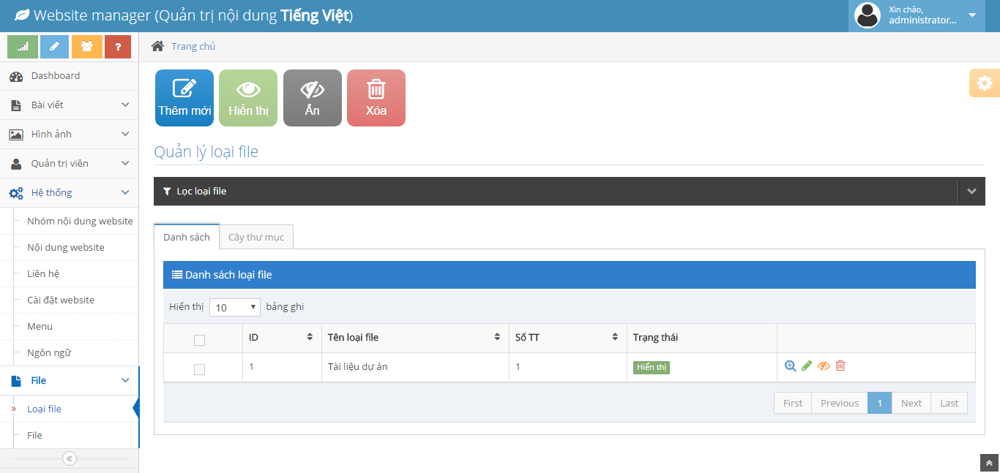 Website manager (Quản trị nội dung Tiếng Việt)
Xin chào,
administrator...
?
Trang chủ
Dashboard
Bài viết
Hình ảnh
Quản trị viên
Hệ thống
Nhóm nội dung website
Nội dung website
Liên hệ
Cài đặt website
Menu
Ngôn ngữ
File
Loại file
File
Thêm mới
Hiển thị
Ẩn
Xóa
Quản lý loại file
Lọc loại file
Danh sách
Cây thư mục
Danh sách loại file
Hiển thị 10 bảng ghi
ID Tên loại file Số TT Trạng thái
1 Tài liệu dự án 1 Hiển thị
First Previous 1 Next Last